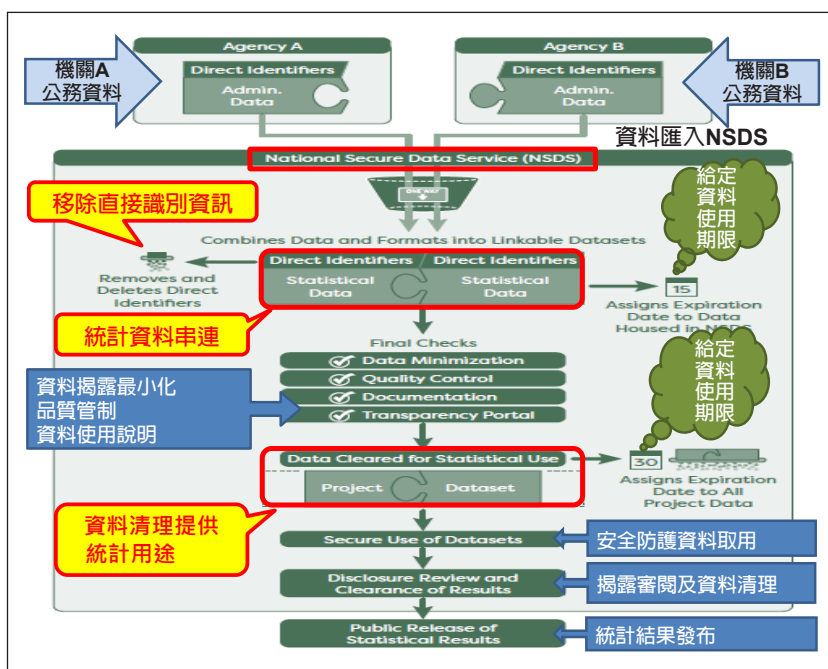 Agency A
Direct Identifiers
Admin.
Data
Agency B
Direct Identifiers
Admin.
Data
機關A
公務資料
機關B
公務資料
資料匯入NSDS
National Secure Data Service (NSDS)
ONE WAY
給定
資料
使用
期限
移除直接識別資訊
Combines Data and Formats into Linkable Datasets
Removes and
Deletes Direct
Identifiers
Direct Identifiers
Direct Identifiers
Statistical
Data
Statistical
Data
15
Assigns Expiration
Date to Data
Housed in NSDS
統計資料串連
Final Checks
Data Minimization
Quality Control
Documentation
Transparency Portal
資料揭露最小化
品質管制
資料使用說明
給定
資料
使用
期限
Data Cleared for Statistical Use
Project
Dataset
30
Assigns Expiration
Date to All
Project Data
資料清理提供
統計用途
Secure Use of Datasets
安全防護資料取用
Disclosure Review and
Clearance of Results
揭露審閱及資料清理
Public Release of
Statistical Results
統計結果發布